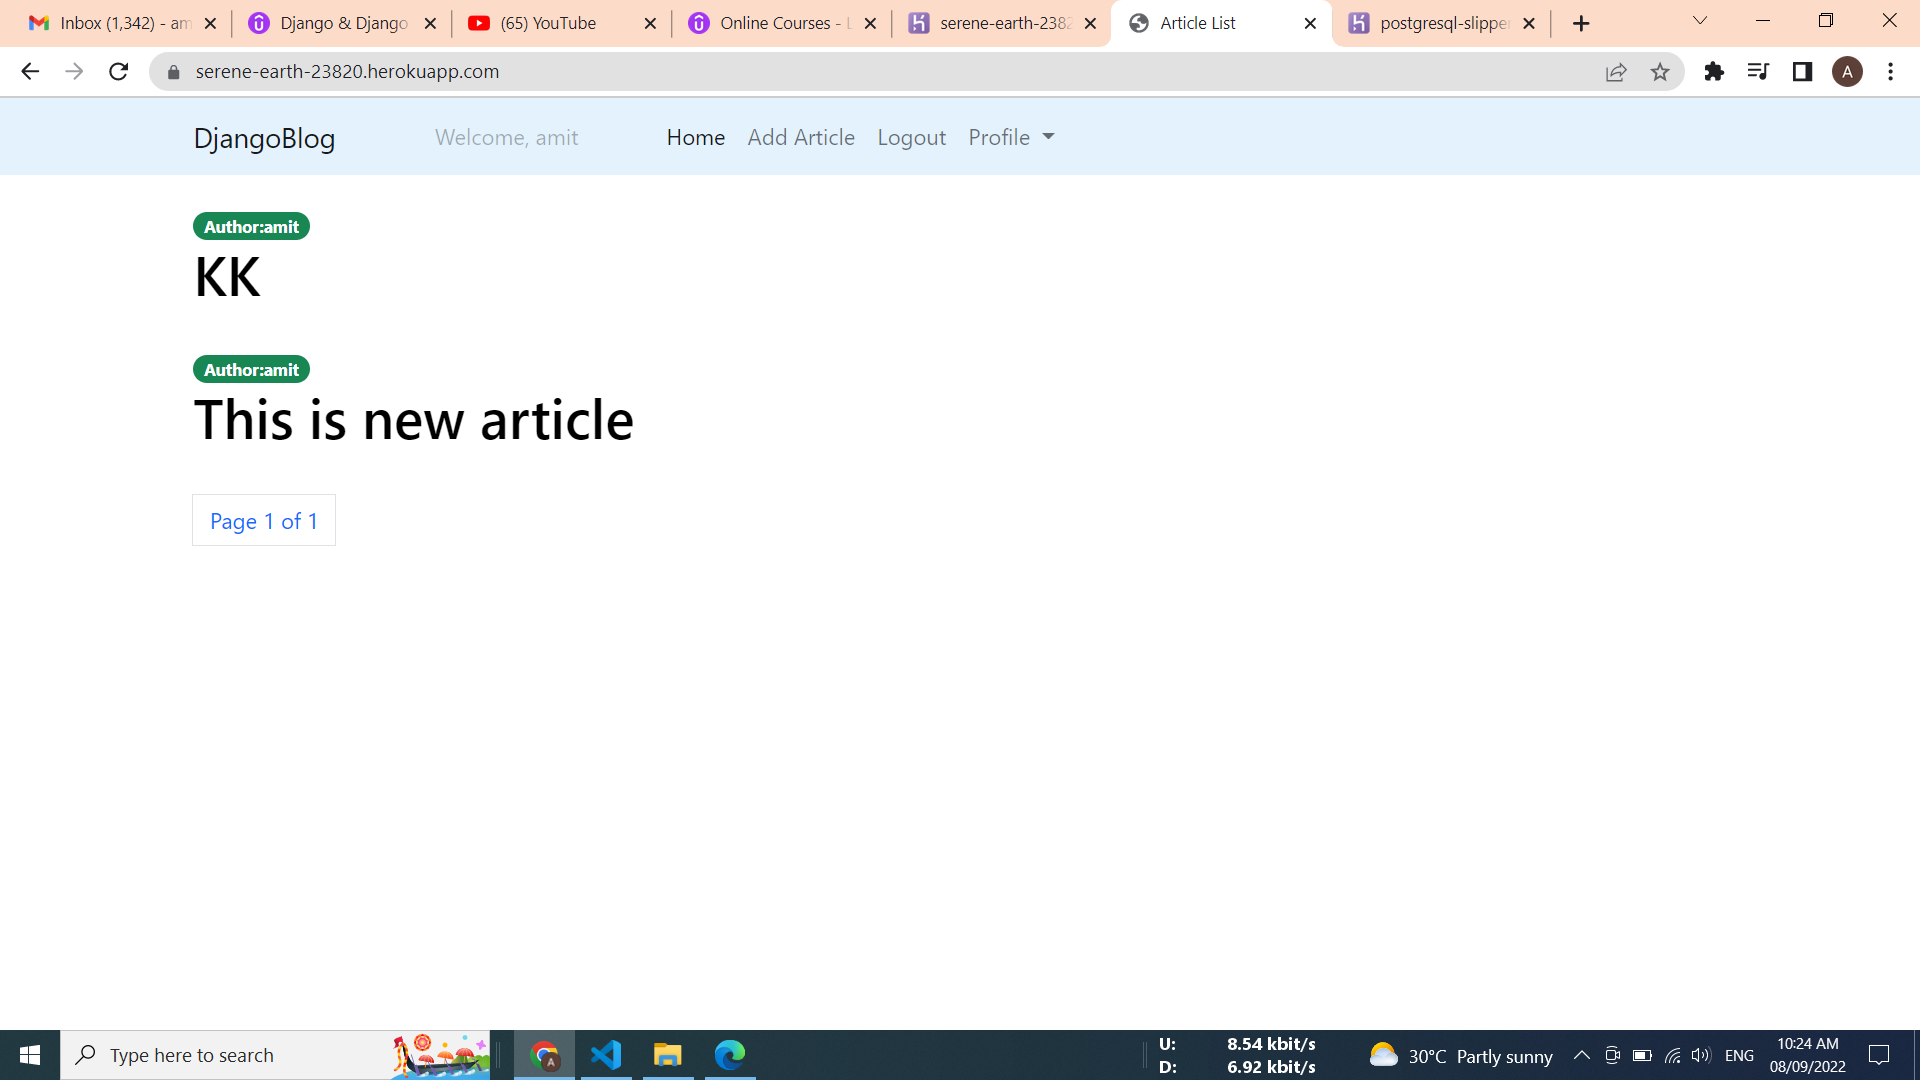 Inbox (1,342) - am
Django & Django
(65) YouTube
Online Courses - L
serene-earth-2382
Article List
postgresql-slipper
serene-earth-23820.herokuapp.com
A
DjangoBlog
Welcome, amit
Home
Add Article
Logout
Profile
Author:amit
KK
Author:amit
This is new article
Page 1 of 1
Type here to search
A
U: 8.54 kbit/s
D: 6.92 kbit/s
30°C Partly sunny
ENG
10:24 AM
08/09/2022